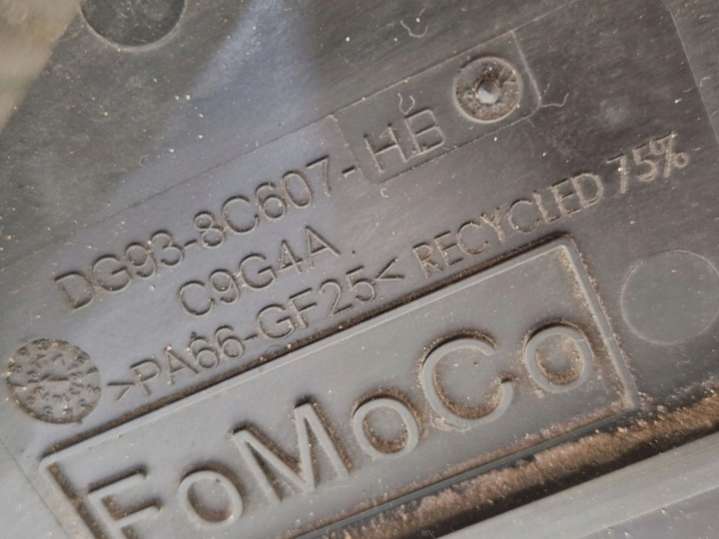 DG93-8C607-HB
C9G4A
>PA66-GF25< RECYCLED 75%
FoMoCo